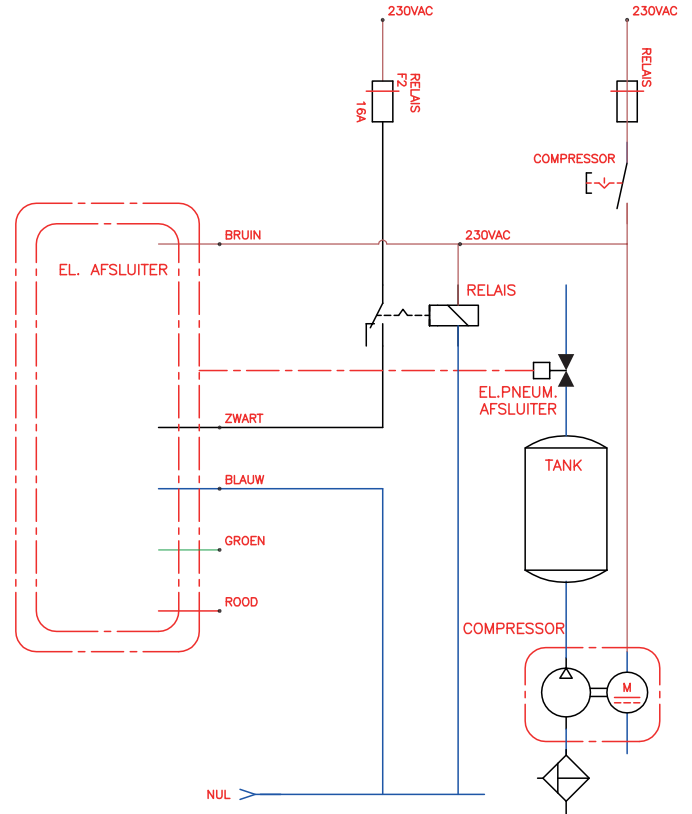 230VAC
230VAC
RELAIS
F2
16A
RELAIS
COMPRESSOR
BRUIN
230VAC
EL. AFSLUITER
RELAIS
EL.PNEUM.
AFSLUITER
ZWART
TANK
BLAUW
GROEN
ROOD
COMPRESSOR
M
NUL